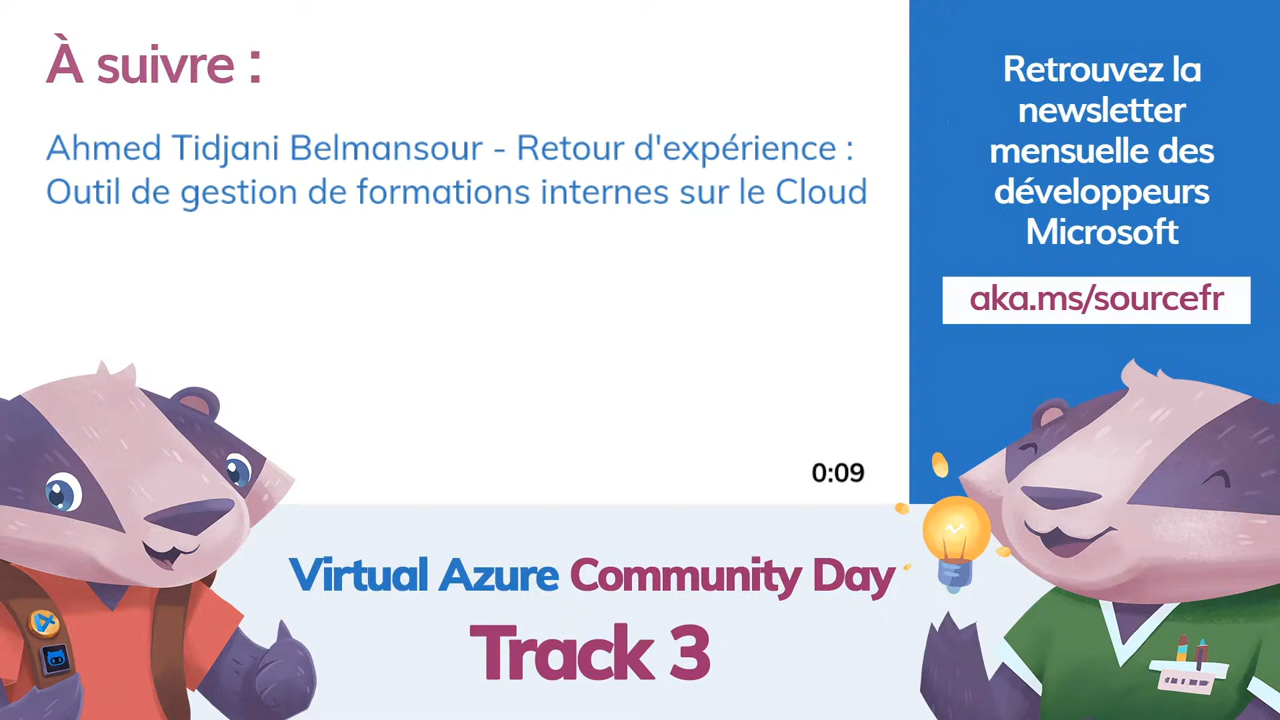 À suivre :
Ahmed Tidjani Belmansour - Retour d'expérience :
Outil de gestion de formations internes sur le Cloud
0:09
Retrouvez la
newsletter
mensuelle des
développeurs
Microsoft
aka.ms/sourcefr
Virtual Azure Community Day
Track 3